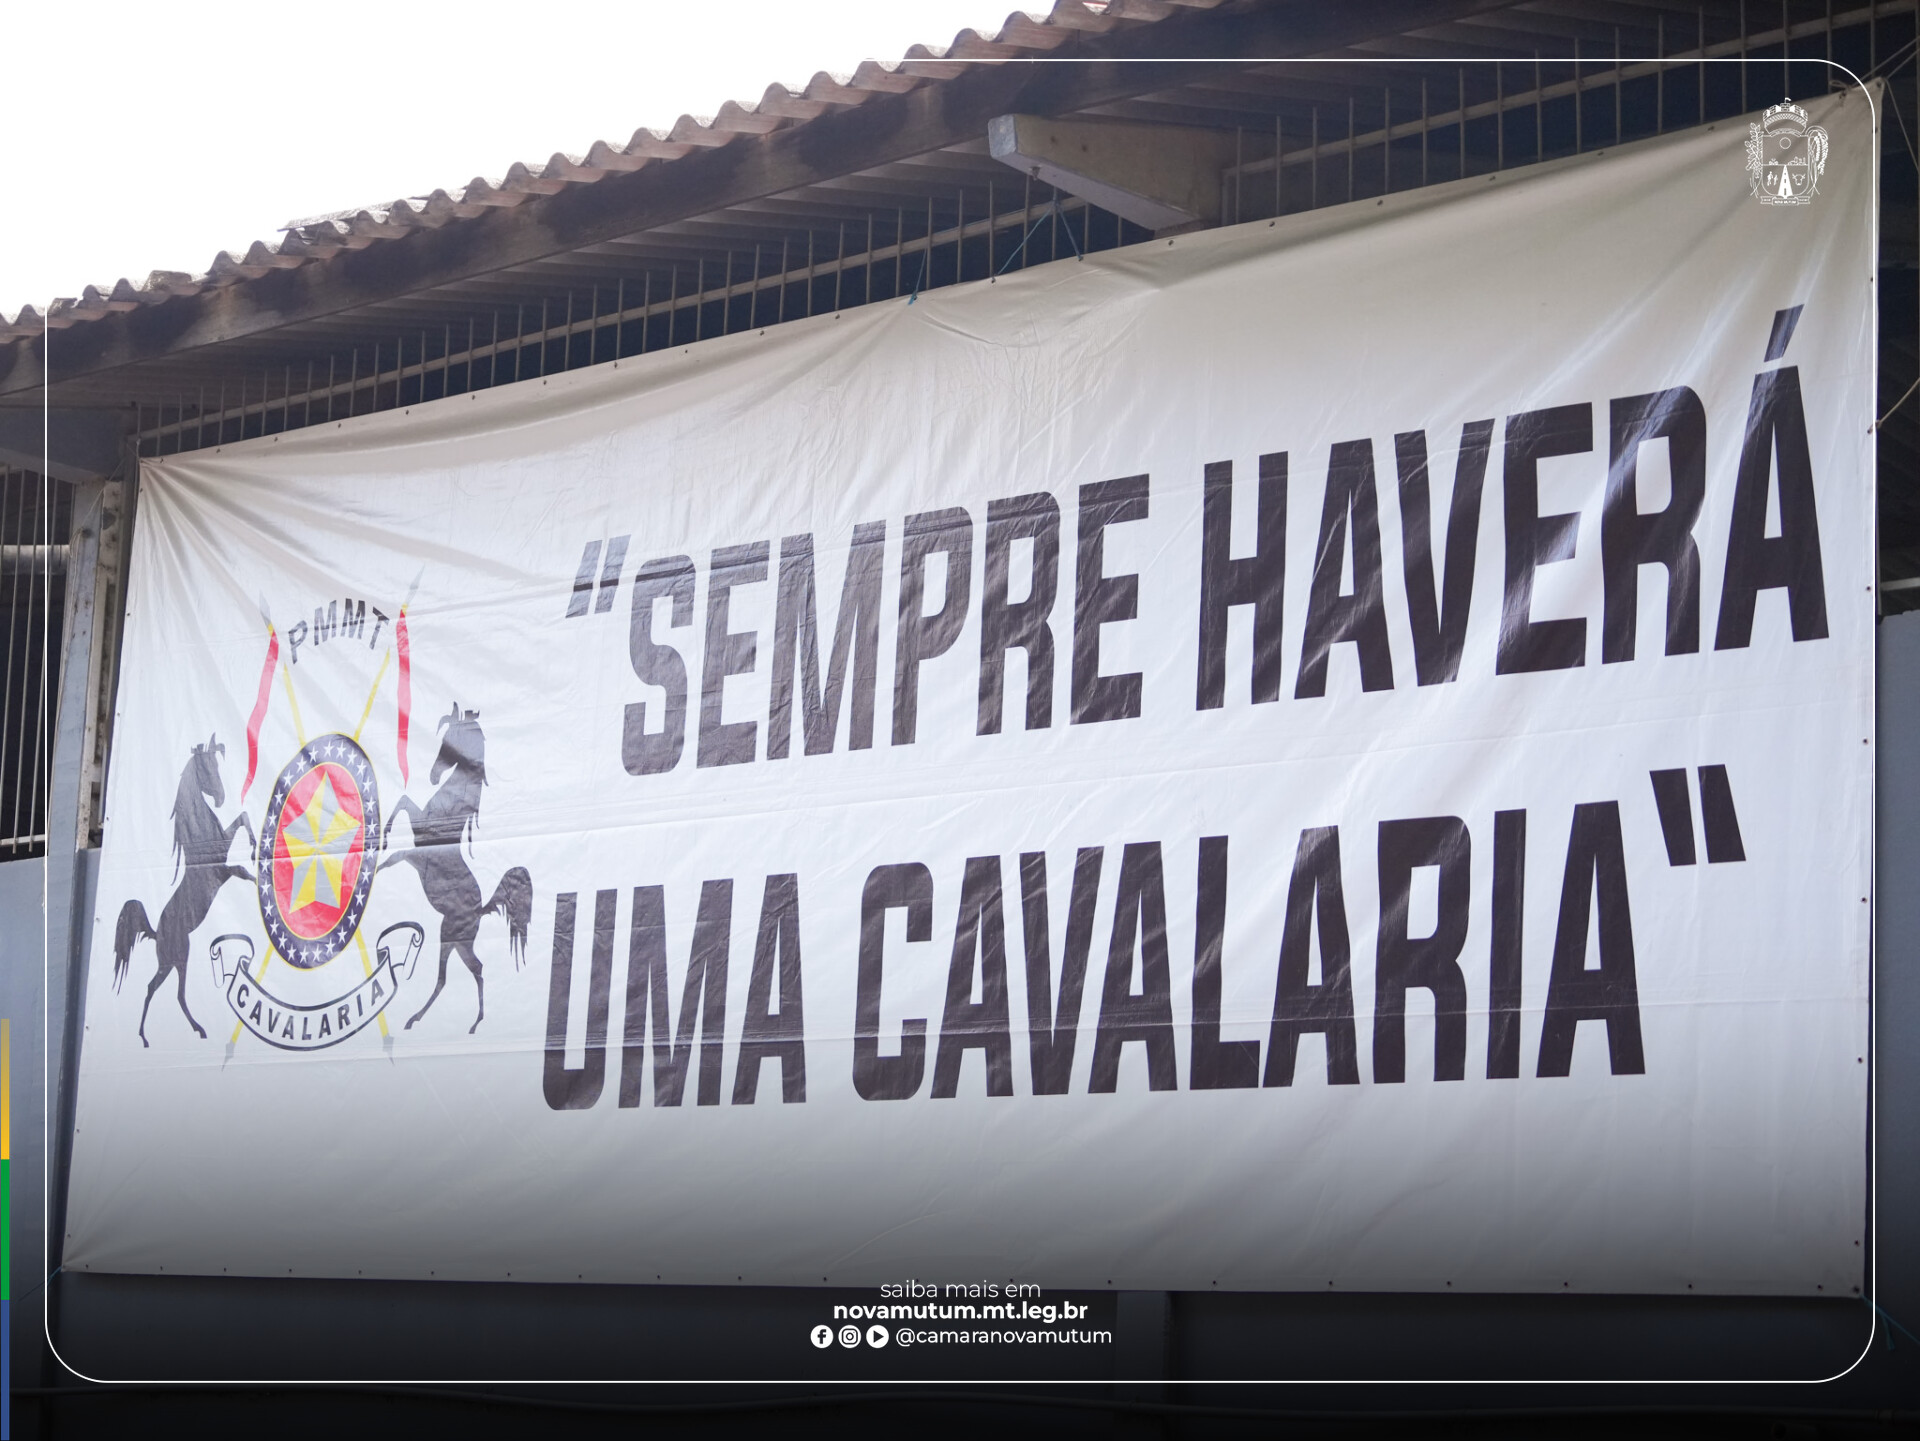 PMMT
CAVALARIA
"SEMPRE HAVERÁ
UMA CAVALARIA"
saiba mais em
novamutum.mt.leg.br
@camaranovamutum